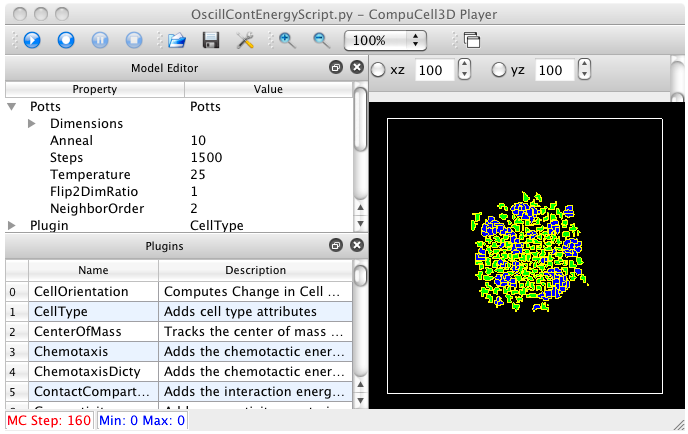 OscillContEnergyScript.py – CompuCell3D Player
100%
Model Editor
xz 100 yz 100
Property Value
Potts Potts
Dimensions
Anneal 10
Steps 1500
Temperature 25
Flip2DimRatio 1
NeighborOrder 2
Plugin CellType
Plugins
Name Description
0 CellOrientation Computes Change in Cell ...
1 CellType Adds cell type attributes
2 CenterOfMass Tracks the center of mass ...
3 Chemotaxis Adds the chemotactic ener...
4 ChemotaxisDicty Adds the chemotactic ener...
5 ContactCompart... Adds the interaction energ...
MC Step: 160 Min: 0 Max: 0